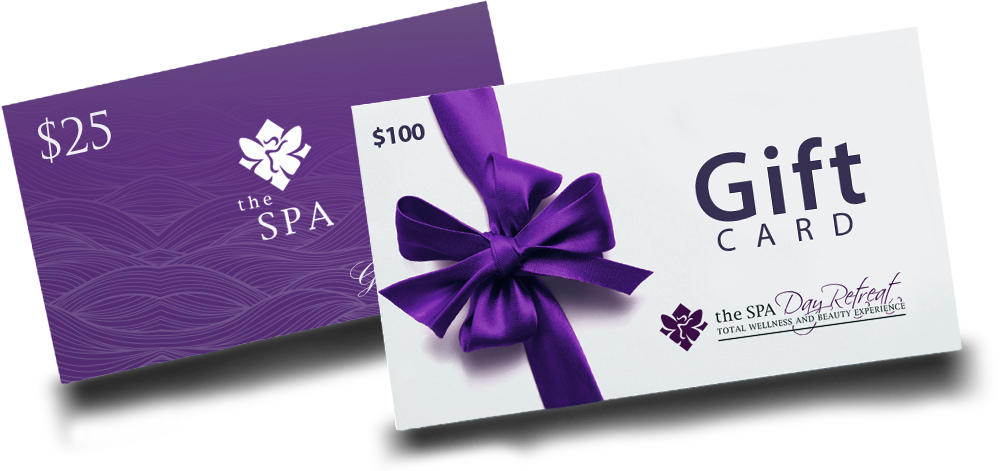 $25
the
SPA
$100
Gift
CARD
the SPA Day Retreat
TOTAL WELLNESS AND BEAUTY EXPERIENCE